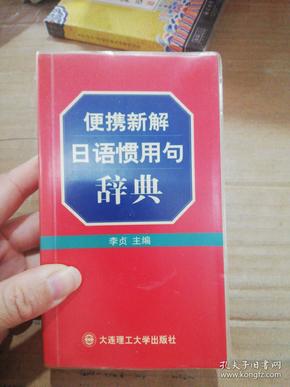 便携新解
日语惯用句
辞典
李贞 主编
大连理工大学出版社
孔夫子旧书网